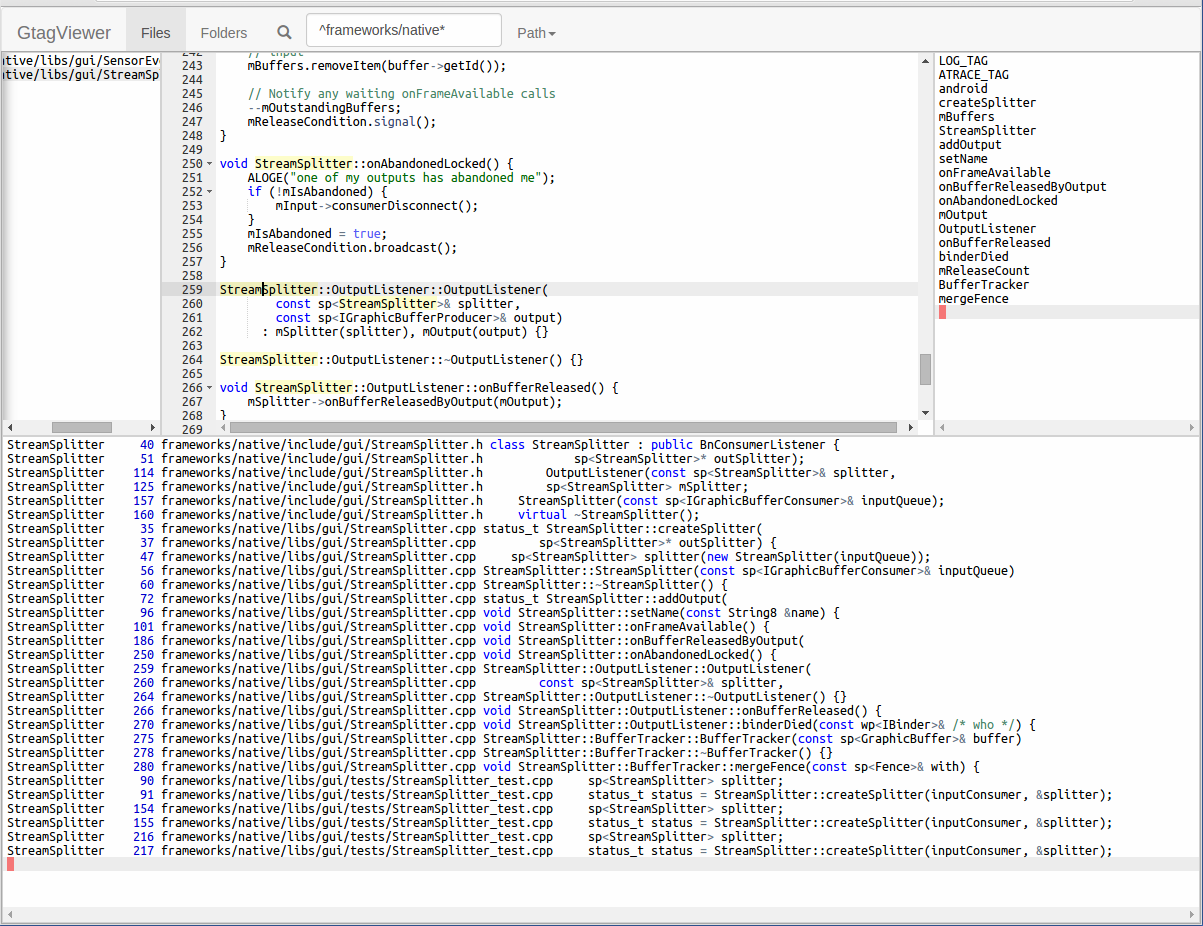 GtagViewer Files Folders ^frameworks/native* Path
tive/libs/gui/SensorEv
tive/libs/gui/StreamSp
242 // input
243 mBuffers.removeItem(buffer->getId());
244
245 // Notify any waiting onFrameAvailable calls
246 --mOutstandingBuffers;
247 mReleaseCondition.signal();
248 }
249
250 void StreamSplitter::onAbandonedLocked() {
251 ALOGE("one of my outputs has abandoned me");
252 if (!mIsAbandoned) {
253 mInput->consumerDisconnect();
254 }
255 mIsAbandoned = true;
256 mReleaseCondition.broadcast();
257 }
258
259 StreamSplitter::OutputListener::OutputListener(
260 const sp<StreamSplitter>& splitter,
261 const sp<IGraphicBufferProducer>& output)
262 : mSplitter(splitter), mOutput(output) {}
263
264 StreamSplitter::OutputListener::~OutputListener() {}
265
266 void StreamSplitter::OutputListener::onBufferReleased() {
267 mSplitter->onBufferReleasedByOutput(mOutput);
268 }
269
LOG_TAG
ATRACE_TAG
android
createSplitter
mBuffers
StreamSplitter
addOutput
setName
onFrameAvailable
onBufferReleasedByOutput
onAbandonedLocked
mOutput
OutputListener
onBufferReleased
binderDied
mReleaseCount
BufferTracker
mergeFence
StreamSplitter 40 frameworks/native/include/gui/StreamSplitter.h class StreamSplitter : public BnConsumerListener {
StreamSplitter 51 frameworks/native/include/gui/StreamSplitter.h sp<StreamSplitter>* outSplitter);
StreamSplitter 114 frameworks/native/include/gui/StreamSplitter.h OutputListener(const sp<StreamSplitter>& splitter,
StreamSplitter 125 frameworks/native/include/gui/StreamSplitter.h sp<StreamSplitter> mSplitter;
StreamSplitter 157 frameworks/native/include/gui/StreamSplitter.h StreamSplitter(const sp<IGraphicBufferConsumer>& inputQueue);
StreamSplitter 160 frameworks/native/include/gui/StreamSplitter.h virtual ~StreamSplitter();
StreamSplitter 35 frameworks/native/libs/gui/StreamSplitter.cpp status_t StreamSplitter::createSplitter(
StreamSplitter 37 frameworks/native/libs/gui/StreamSplitter.cpp sp<StreamSplitter>* outSplitter) {
StreamSplitter 47 frameworks/native/libs/gui/StreamSplitter.cpp sp<StreamSplitter> splitter(new StreamSplitter(inputQueue));
StreamSplitter 56 frameworks/native/libs/gui/StreamSplitter.cpp StreamSplitter::StreamSplitter(const sp<IGraphicBufferConsumer>& inputQueue)
StreamSplitter 60 frameworks/native/libs/gui/StreamSplitter.cpp StreamSplitter::~StreamSplitter() {
StreamSplitter 72 frameworks/native/libs/gui/StreamSplitter.cpp status_t StreamSplitter::addOutput(
StreamSplitter 96 frameworks/native/libs/gui/StreamSplitter.cpp void StreamSplitter::setName(const String8 &name) {
StreamSplitter 101 frameworks/native/libs/gui/StreamSplitter.cpp void StreamSplitter::onFrameAvailable() {
StreamSplitter 186 frameworks/native/libs/gui/StreamSplitter.cpp void StreamSplitter::onBufferReleasedByOutput(
StreamSplitter 250 frameworks/native/libs/gui/StreamSplitter.cpp void StreamSplitter::onAbandonedLocked() {
StreamSplitter 259 frameworks/native/libs/gui/StreamSplitter.cpp StreamSplitter::OutputListener::OutputListener(
StreamSplitter 260 frameworks/native/libs/gui/StreamSplitter.cpp const sp<StreamSplitter>& splitter,
StreamSplitter 264 frameworks/native/libs/gui/StreamSplitter.cpp StreamSplitter::OutputListener::~OutputListener() {}
StreamSplitter 266 frameworks/native/libs/gui/StreamSplitter.cpp void StreamSplitter::OutputListener::onBufferReleased() {
StreamSplitter 270 frameworks/native/libs/gui/StreamSplitter.cpp void StreamSplitter::OutputListener::binderDied(const wp<IBinder>& /* who */) {
StreamSplitter 275 frameworks/native/libs/gui/StreamSplitter.cpp StreamSplitter::BufferTracker::BufferTracker(const sp<GraphicBuffer>& buffer)
StreamSplitter 278 frameworks/native/libs/gui/StreamSplitter.cpp StreamSplitter::BufferTracker::~BufferTracker() {}
StreamSplitter 280 frameworks/native/libs/gui/StreamSplitter.cpp void StreamSplitter::BufferTracker::mergeFence(const sp<Fence>& with) {
StreamSplitter 90 frameworks/native/libs/gui/tests/StreamSplitter_test.cpp sp<StreamSplitter> splitter;
StreamSplitter 91 frameworks/native/libs/gui/tests/StreamSplitter_test.cpp status_t status = StreamSplitter::createSplitter(inputConsumer, &splitter);
StreamSplitter 154 frameworks/native/libs/gui/tests/StreamSplitter_test.cpp sp<StreamSplitter> splitter;
StreamSplitter 155 frameworks/native/libs/gui/tests/StreamSplitter_test.cpp status_t status = StreamSplitter::createSplitter(inputConsumer, &splitter);
StreamSplitter 216 frameworks/native/libs/gui/tests/StreamSplitter_test.cpp sp<StreamSplitter> splitter;
StreamSplitter 217 frameworks/native/libs/gui/tests/StreamSplitter_test.cpp status_t status = StreamSplitter::createSplitter(inputConsumer, &splitter);